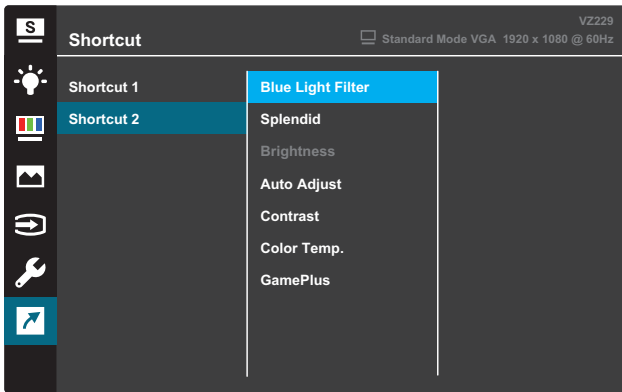 S
VZ229
Shortcut
Standard Mode VGA 1920 x 1080 @ 60Hz
Shortcut 1
Shortcut 2
Blue Light Filter
Splendid
Brightness
Auto Adjust
Contrast
Color Temp.
GamePlus